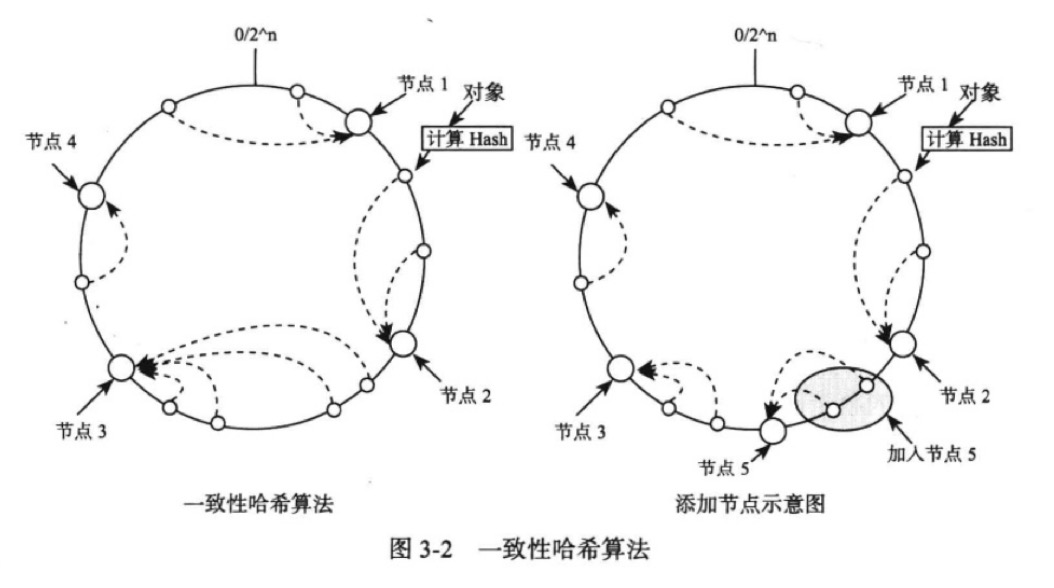 0/2^n
节点 1
对象
计算 Hash
节点 4
节点 2
节点 3
一致性哈希算法
0/2^n
节点 1
对象
计算 Hash
节点 4
节点 2
加入节点 5
节点 3
节点 5
添加节点示意图
图 3-2 一致性哈希算法